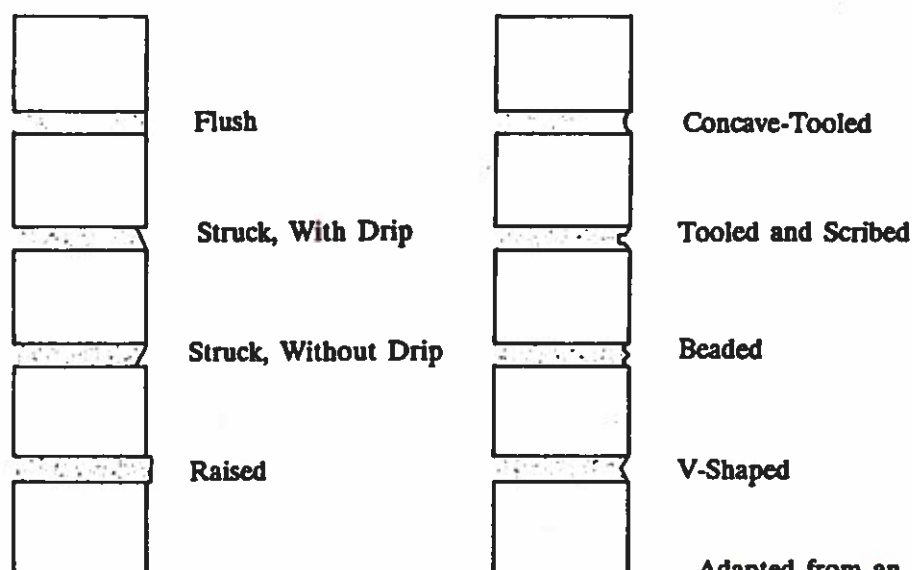 Flush
Struck, With Drip
Struck, Without Drip
Raised
Concave-Tooled
Tooled and Scribed
Beaded
V-Shaped
Adapted from an